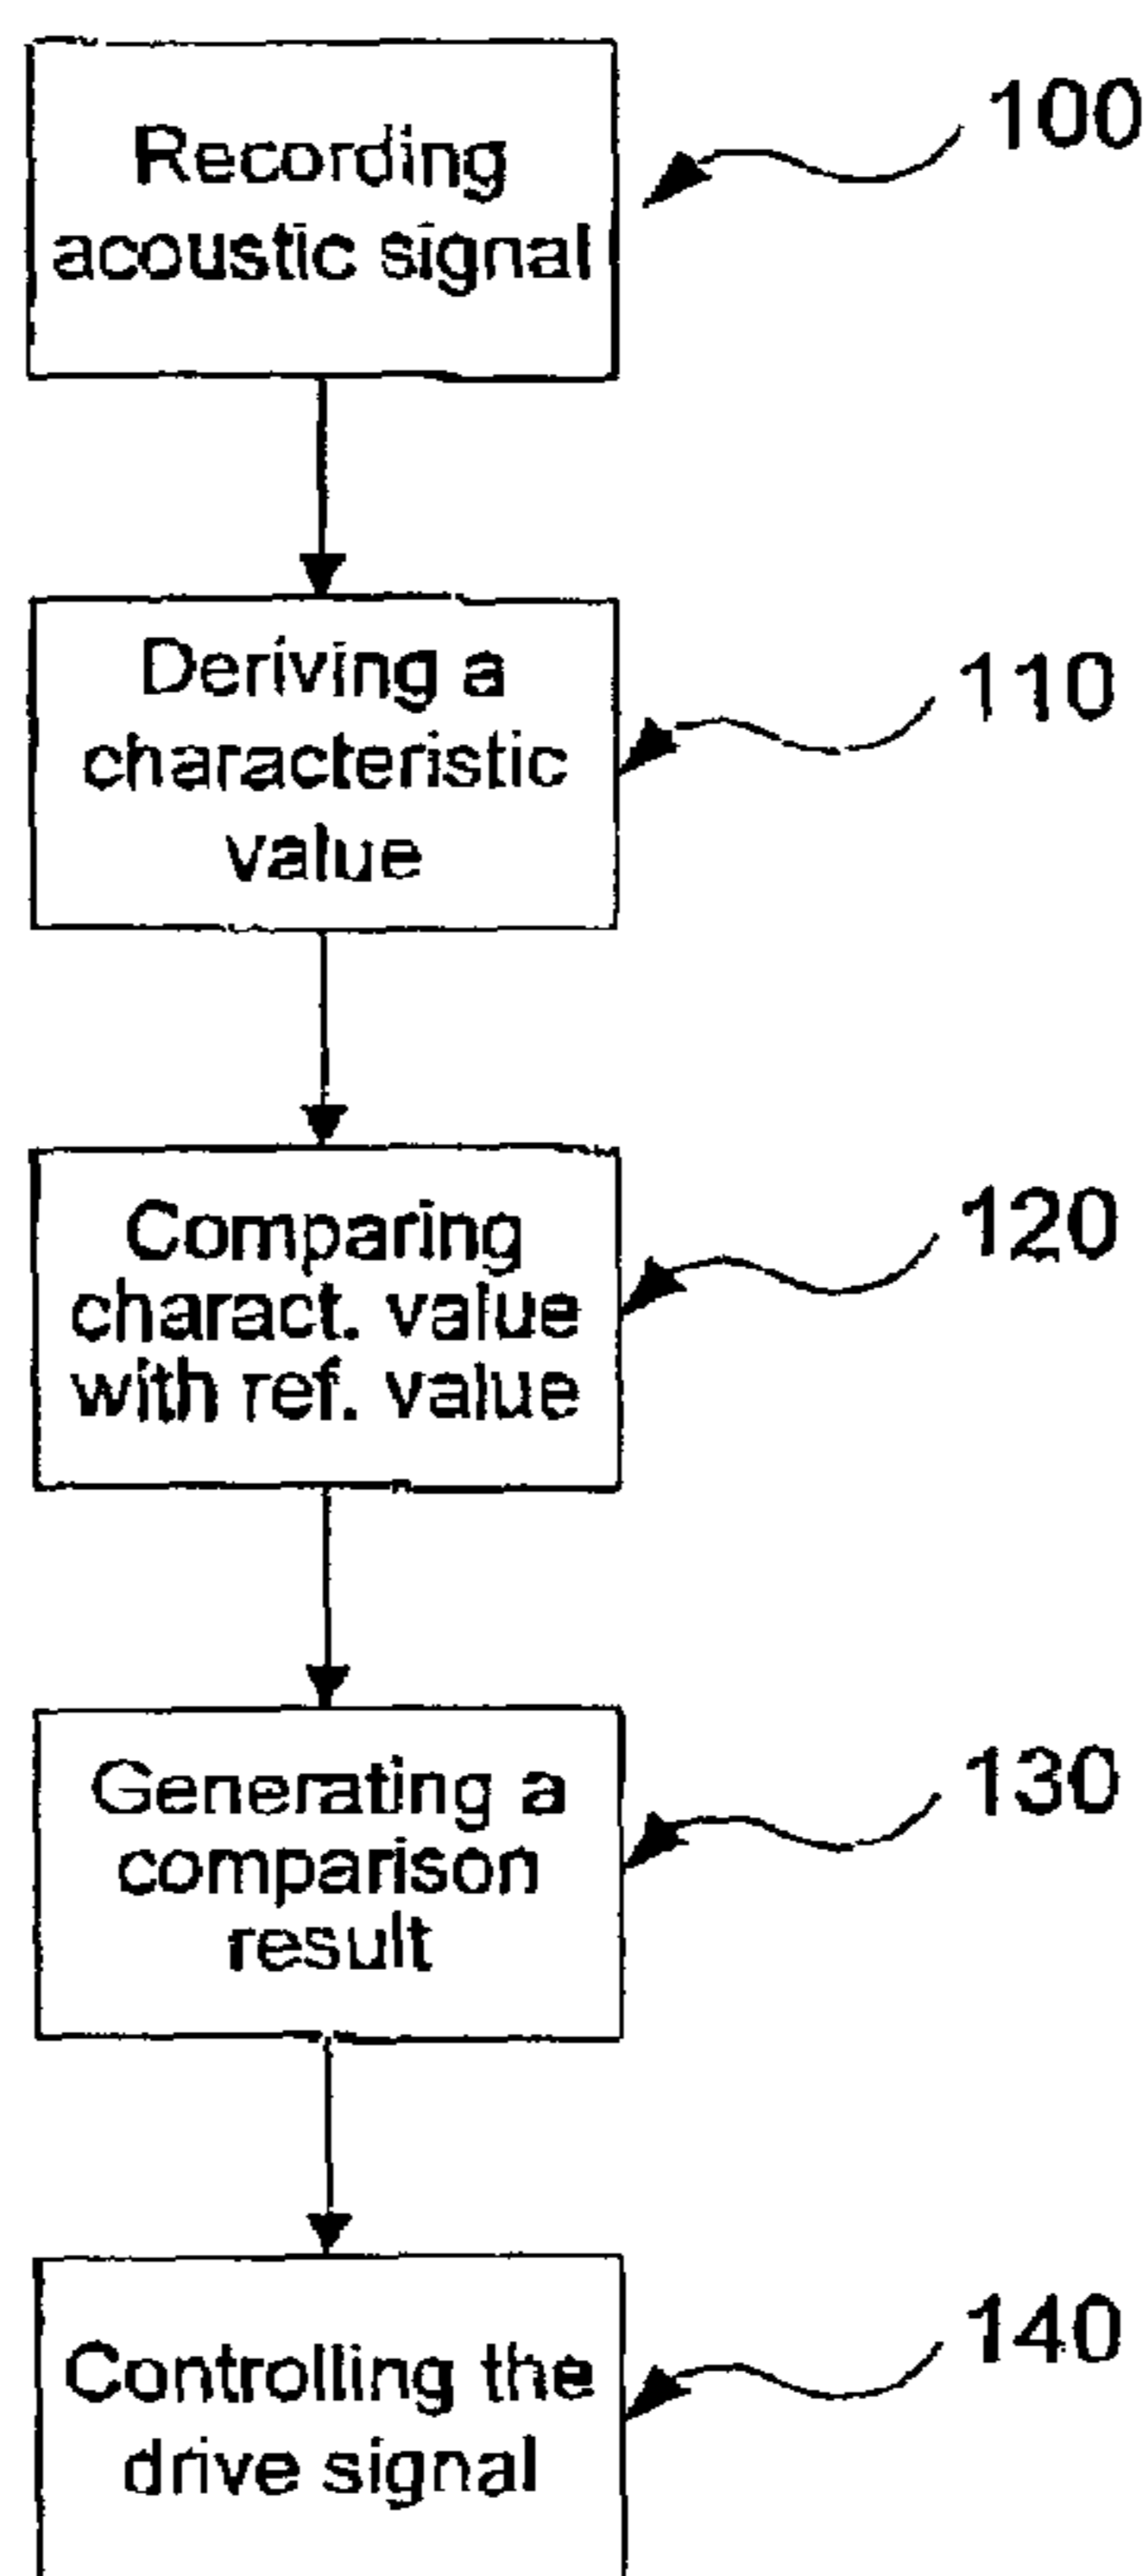 Recording
acoustic signal
100
Deriving a
characteristic
value
110
Comparing
charact. value
with ref. value
120
Generating a
comparison
result
130
Controlling the
drive signal
140